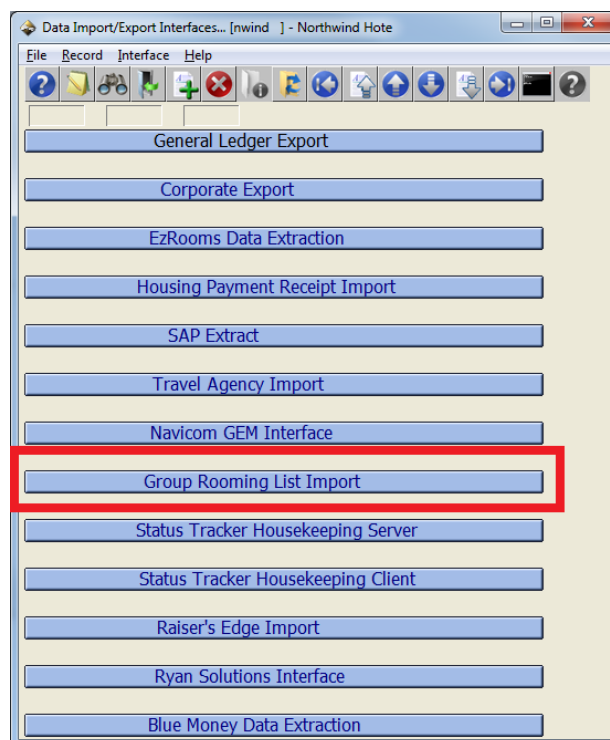 Data Import/Export Interfaces... [nwind   ] - Northwind Hote
File Record Interface Help
General Ledger Export
Corporate Export
EzRooms Data Extraction
Housing Payment Receipt Import
SAP Extract
Travel Agency Import
Navicom GEM Interface
Group Rooming List Import
Status Tracker Housekeeping Server
Status Tracker Housekeeping Client
Raiser's Edge Import
Ryan Solutions Interface
Blue Money Data Extraction